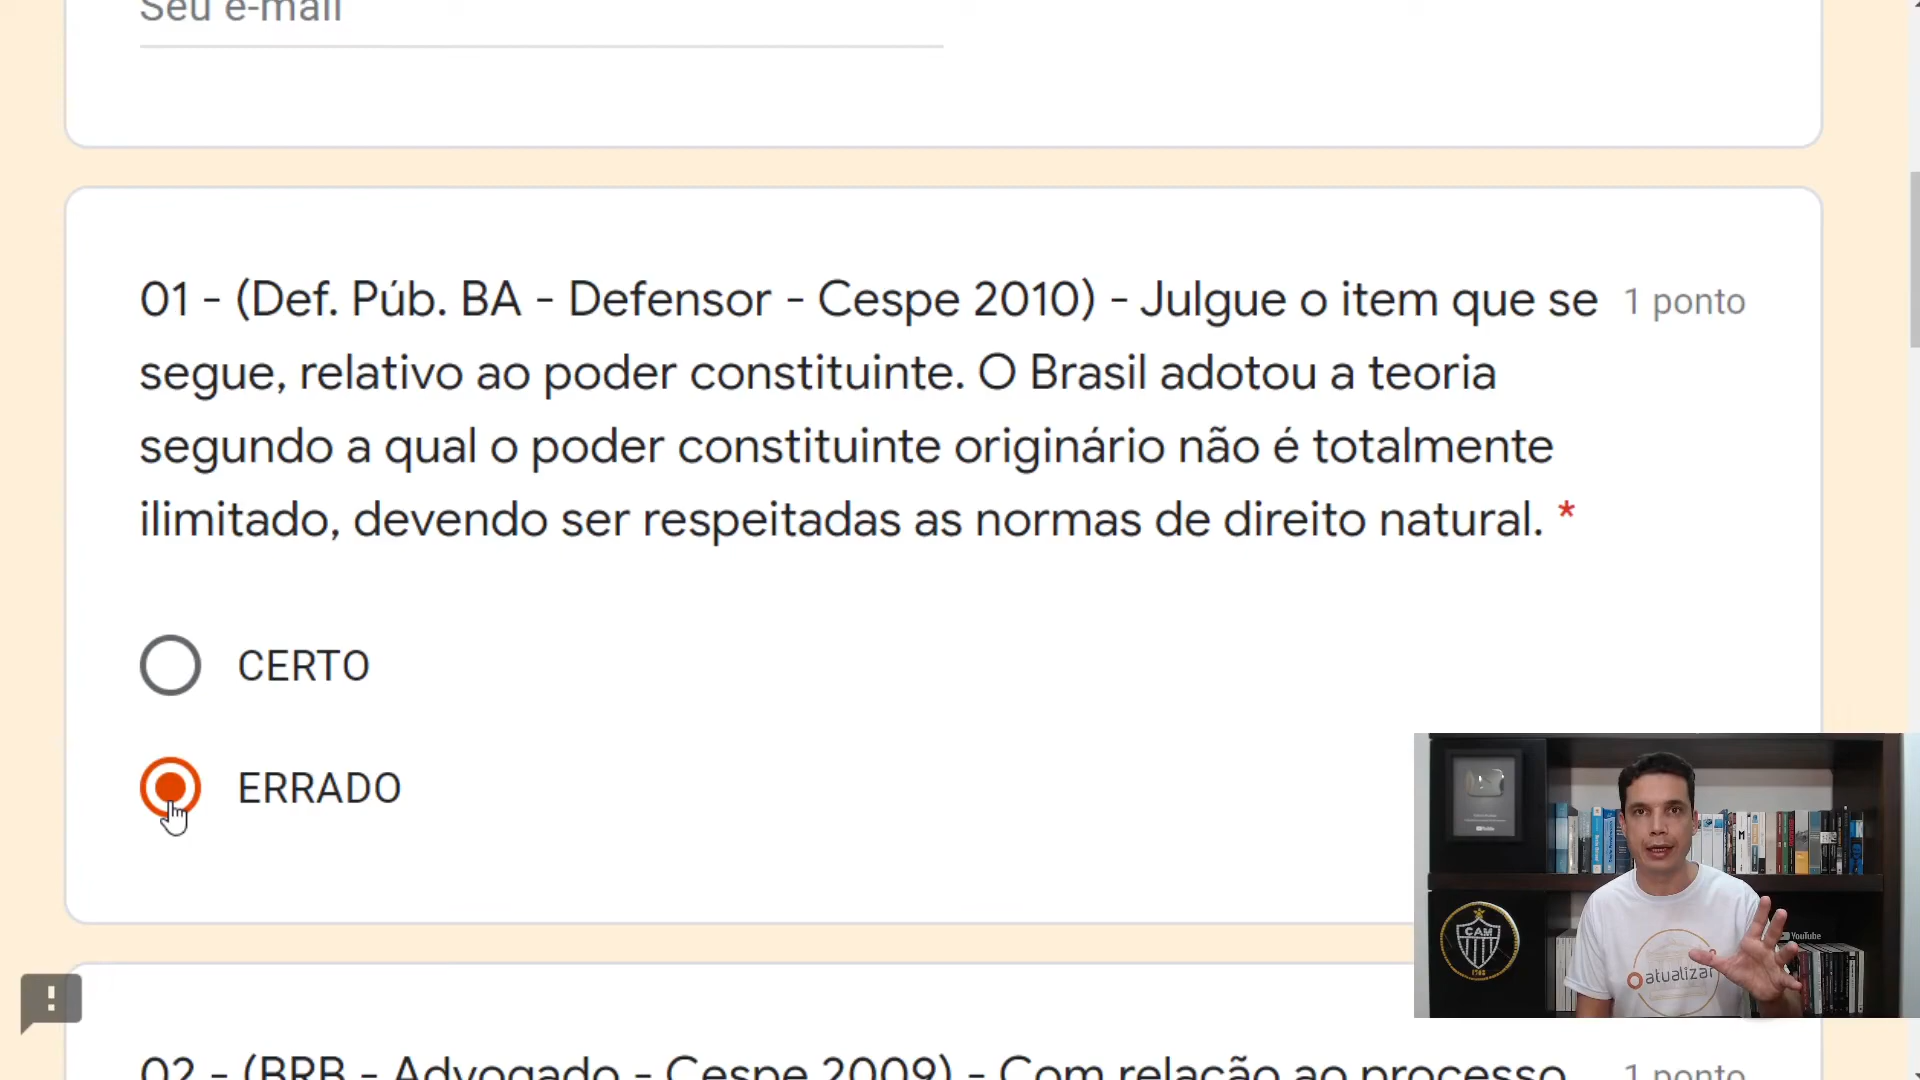 Seu e-mail
01 - (Def. Púb. BA - Defensor - Cespe 2010) - Julgue o item que se
1 ponto
segue, relativo ao poder constituinte. O Brasil adotou a teoria
segundo a qual o poder constituinte originário não é totalmente
ilimitado, devendo ser respeitadas as normas de direito natural. *
CERTO
ERRADO
CAM
YouTube
atualizar
02 - (BRB - Advogado - Cespe 2009) - Com relação ao processo
1 ponto